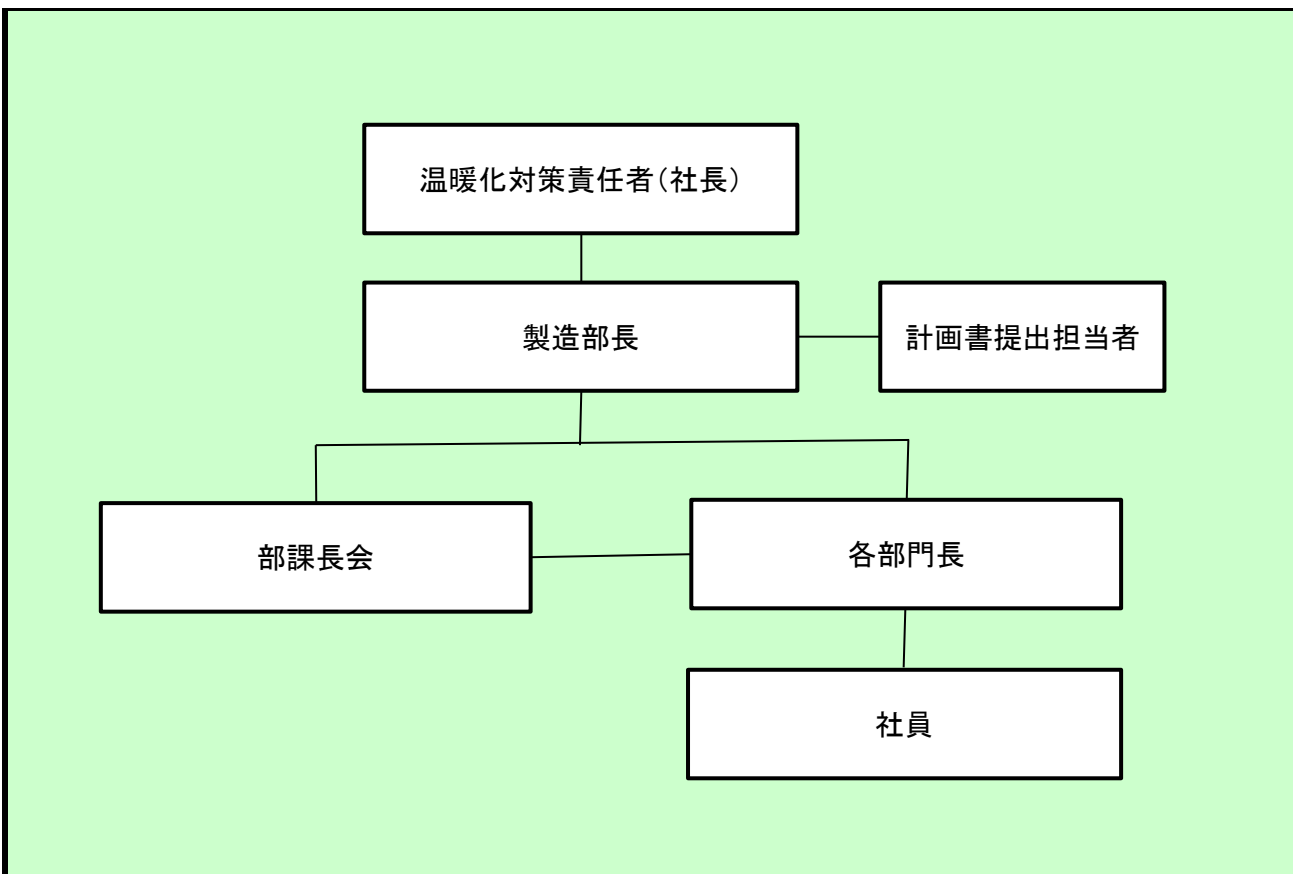 温暖化対策責任者（社長）
製造部長
計画書提出担当者
部課長会
各部門長
社員